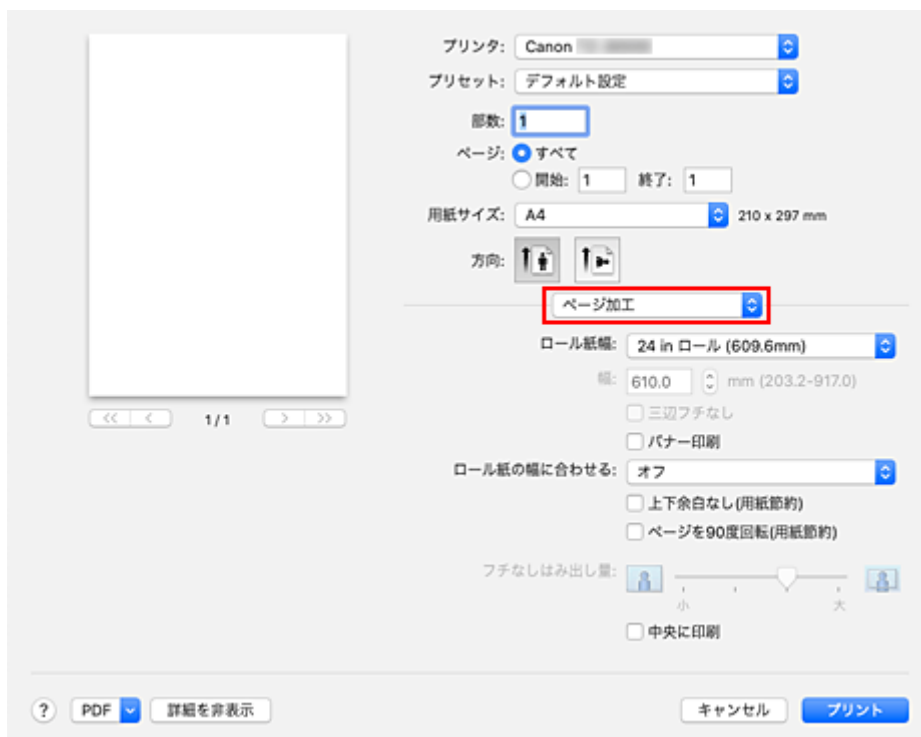 プリンタ: Canon
プリセット: デフォルト設定
部数: 1
ページ: すべて
開始: 1 終了: 1
用紙サイズ: A4 210 x 297 mm
方向:
ページ加工
ロール紙幅: 24 in ロール (609.6mm)
幅: 610.0 mm (203.2-917.0)
三辺フチなし
バナー印刷
ロール紙の幅に合わせる: オフ
上下余白なし(用紙節約)
ページを90度回転(用紙節約)
フチなしはみ出し量:
小 大
中央に印刷
<< < 1/1 > >>
? PDF 詳細を非表示 キャンセル プリント